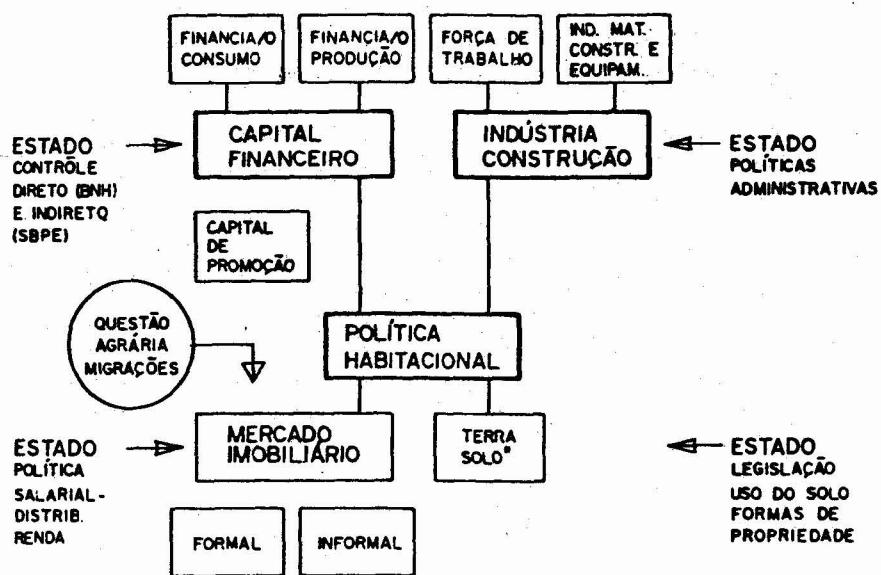 FINANCIA/O
CONSUMO
FINANCIA/O
PRODUÇÃO
FORÇA DE
TRABALHO
IND. MAT.
CONSTR. E
EQUIPAM.
ESTADO
CONTRÔLE
DIRETO (BNH)
E INDIRETO
(SBPE)
CAPITAL
FINANCEIRO
INDÚSTRIA
CONSTRUÇÃO
ESTADO
POLÍTICAS
ADMINISTRATIVAS
CAPITAL
DE
PROMOÇÃO
QUESTÃO
AGRÁRIA
MIGRAÇÕES
POLÍTICA
HABITACIONAL
ESTADO
POLÍTICA
SALARIAL-
DISTRIB.
RENDA
MERCADO
IMOBILIÁRIO
TERRA
SOLO*
ESTADO
LEGISLAÇÃO
USO DO SOLO
FORMAS DE
PROPRIEDADE
FORMAL
INFORMAL